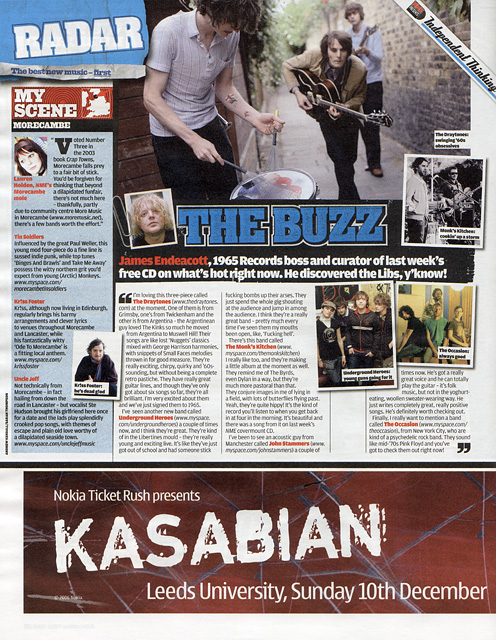 RADAR
The best new music – first
Independent Thinking
MY
SCENE
MORECAMBE
Lauren
Holden, NME's
Morecambe
mole
"Voted Number
Three in
the 2003
book Crap Towns,
Morecambe falls prey
to a fair bit of stick.
You'd be forgiven for
thinking that beyond
a dilapidated funfair,
there's not much here
- thankfully, partly
due to community centre More Music
in Morecambe (www.moremusic.net),
there's a few bands worth the effort."
Tin Soldiers
Influenced by the great Paul Weller, this
young mod four-piece do a fine line is
sussed indie punk, while top tunes
'Binges And Brawls' and 'Take Me Away'
possess the witty northern grit you'd
expect from young (Arctic) Monkeys.
www.myspace.com/
morecambetinsoldiers
Kriss Foster
Kriss, although now living in Edinburgh,
regularly brings his barmy
arrangements and clever lyrics
to venues throughout Morecambe
and Lancaster, while
his fantastically witty
'Ode To Morecambe' is
a fitting local anthem.
www.myspace.com/
krissfoster
Kriss Foster:
he's good that lad
Uncle Jeff
Not technically from
Morecambe – a fact
hailing from down the
road in Lancaster – but vocalist Ste
Hudson brought his girlfriend here once
for a date and the lads play splendidly
crooked pop songs, with themes of
escape and plain old love worthy of
a dilapidated seaside town.
www.myspace.com/unclejeffmusic
The Draytones:
swinging '60s
obsessives
Monk's Kitchen:
cookin' up a storm
THE BUZZ
James Endeacott, 1965 Records boss and curator of last week's
free CD on what's hot right now. He discovered the Libs, y'know!
"I'm loving this three-piece called
The Draytones (www.thedraytones.
com) at the moment. One of them is from
Grimsby, one's from Twickenham and the
other is from Argentina – the Argentinean
guy loved The Kinks so much he moved
from Argentina to Muswell Hill! Their
songs are like lost 'Nuggets' classics
mixed with George Harrison harmonies,
with snippets of Small Faces melodies
thrown in for good measure. They're
really exciting, chirpy, quirky and '60s-
sounding, but without being a complete
retro pastiche. They have really great
guitar lines, and though they've only
got about six songs so far, they're all
brilliant. I'm very excited about them
and we've just signed them to 1965.
I've seen another new band called
Underground Heroes (www.myspace.
com/undergroundheroes) a couple of times
now, and I think they're great. They're kind
of in the Libertines mould – they're really
young and exciting live. It's like they've just
got out of school and had someone stick
fucking bombs up their arses. They just
spend the whole gig shouting
at the audience and jump in among
the audience. I think they're a really
great band – pretty much every
time I've seen them my mouth's
been open, like, 'Fucking hell'.
There's this band called
The Monk's Kitchen (www.
myspace.com/themonkskitchen)
I really like too, and they're making
a little album at the moment as well.
They remind me of The Byrds,
even Dylan in a way, but they're
much more pastoral than that.
They conjure images in me of lying in
a field, with lots of butterflies flying past.
Yeah, they're quite hippy! It's the kind of
record you'll listen to when you get back
in at four in the morning. It's beautiful and
there was a song from it on last week's
NME covermount CD.
I've been to see an acoustic guy from
Manchester called John Stammers (www.
myspace.com/johnstammers) a couple of
Underground Heroes:
going for it
The Occasion:
always good
times now. He's got a really
great voice and he can totally
play the guitar – it's folk
music, but not in the yoghurt-
eating, woollen sweater-wearing way. He
just writes completely great, really positive
songs. He's definitely worth checking out.
Finally, I really want to mention a band
called The Occasion (www.myspace.com/
theoccasion), from New York City, who are
kind of a psychedelic rock band. They sound
like mid-'70s Pink Floyd and you've
got to check them out right now!"
Nokia Ticket Rush presents
KASABIAN
Leeds University, Sunday 10th December
© 2006 Nokia